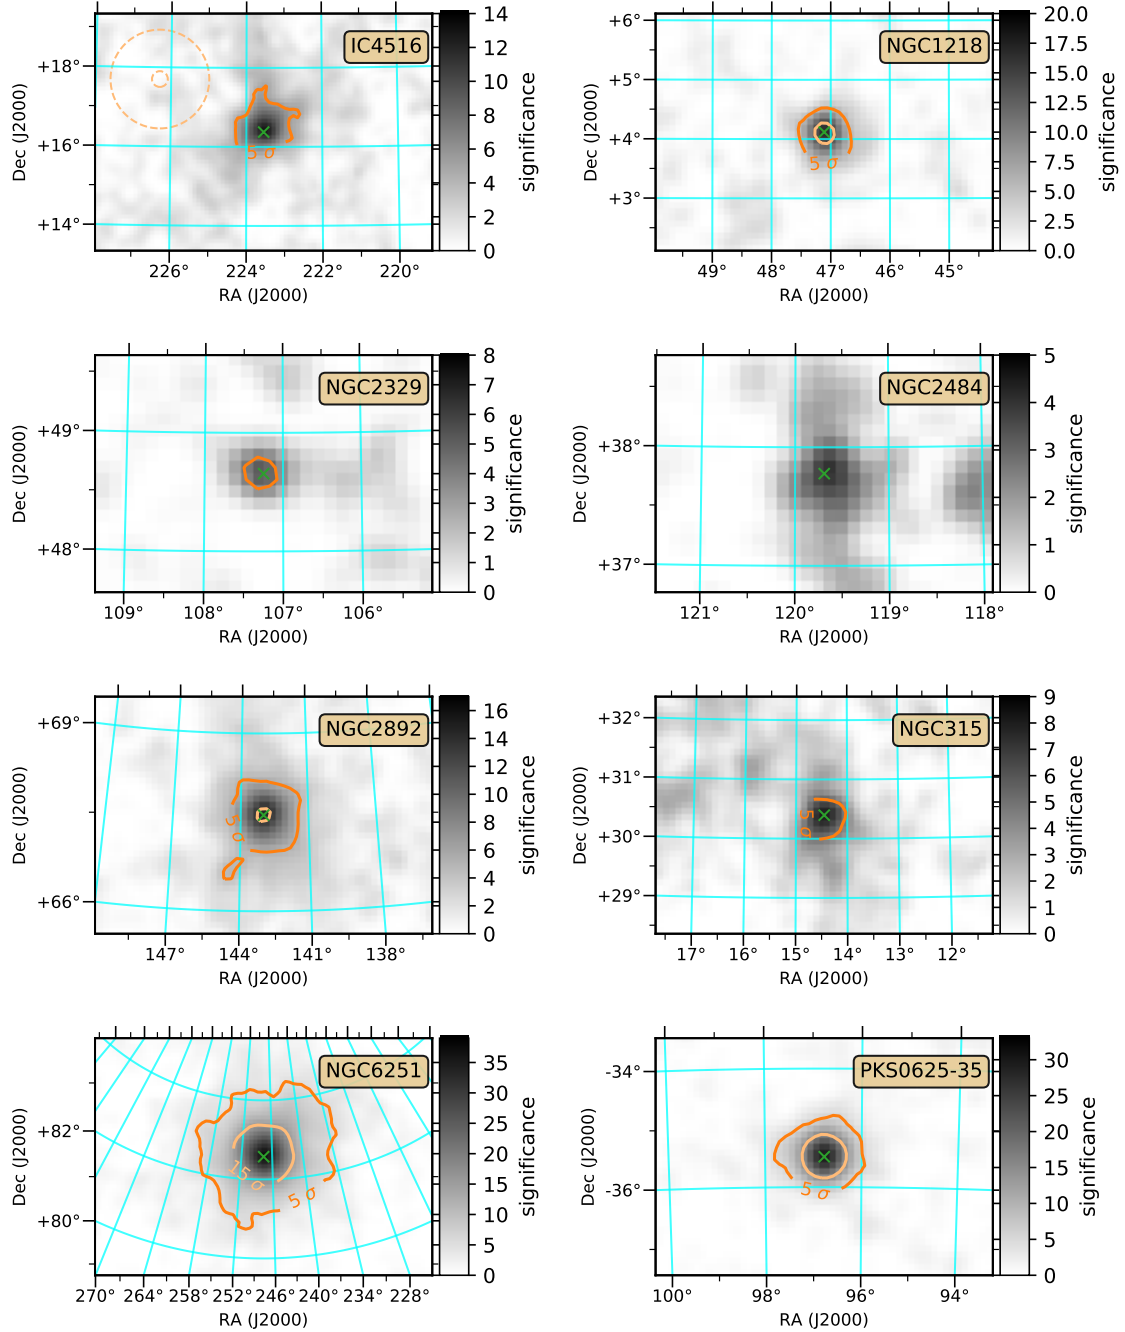 IC4516
+18°
+16°
+14°
Dec (J2000)
226° 224° 222° 220°
RA (J2000)
5 σ
14
12
10
8
6
4
2
0
significance
NGC1218
+6°
+5°
+4°
+3°
Dec (J2000)
49° 48° 47° 46° 45°
RA (J2000)
5 σ
20.0
17.5
15.0
12.5
10.0
7.5
5.0
2.5
0.0
significance
NGC2329
+49°
+48°
Dec (J2000)
109° 108° 107° 106°
RA (J2000)
8
7
6
5
4
3
2
1
0
significance
NGC2484
+38°
+37°
Dec (J2000)
121° 120° 119° 118°
RA (J2000)
5
4
3
2
1
0
significance
NGC2892
+69°
+66°
Dec (J2000)
147° 144° 141° 138°
RA (J2000)
5 σ
16
14
12
10
8
6
4
2
0
significance
NGC315
+32°
+31°
+30°
+29°
Dec (J2000)
17° 16° 15° 14° 13° 12°
RA (J2000)
5 σ
9
8
7
6
5
4
3
2
1
0
significance
NGC6251
+82°
+80°
Dec (J2000)
270° 264° 258° 252° 246° 240° 234° 228°
RA (J2000)
15 σ
5 σ
35
30
25
20
15
10
5
0
significance
PKS0625-35
-34°
-36°
Dec (J2000)
100° 98° 96° 94°
RA (J2000)
5 σ
30
25
20
15
10
5
0
significance